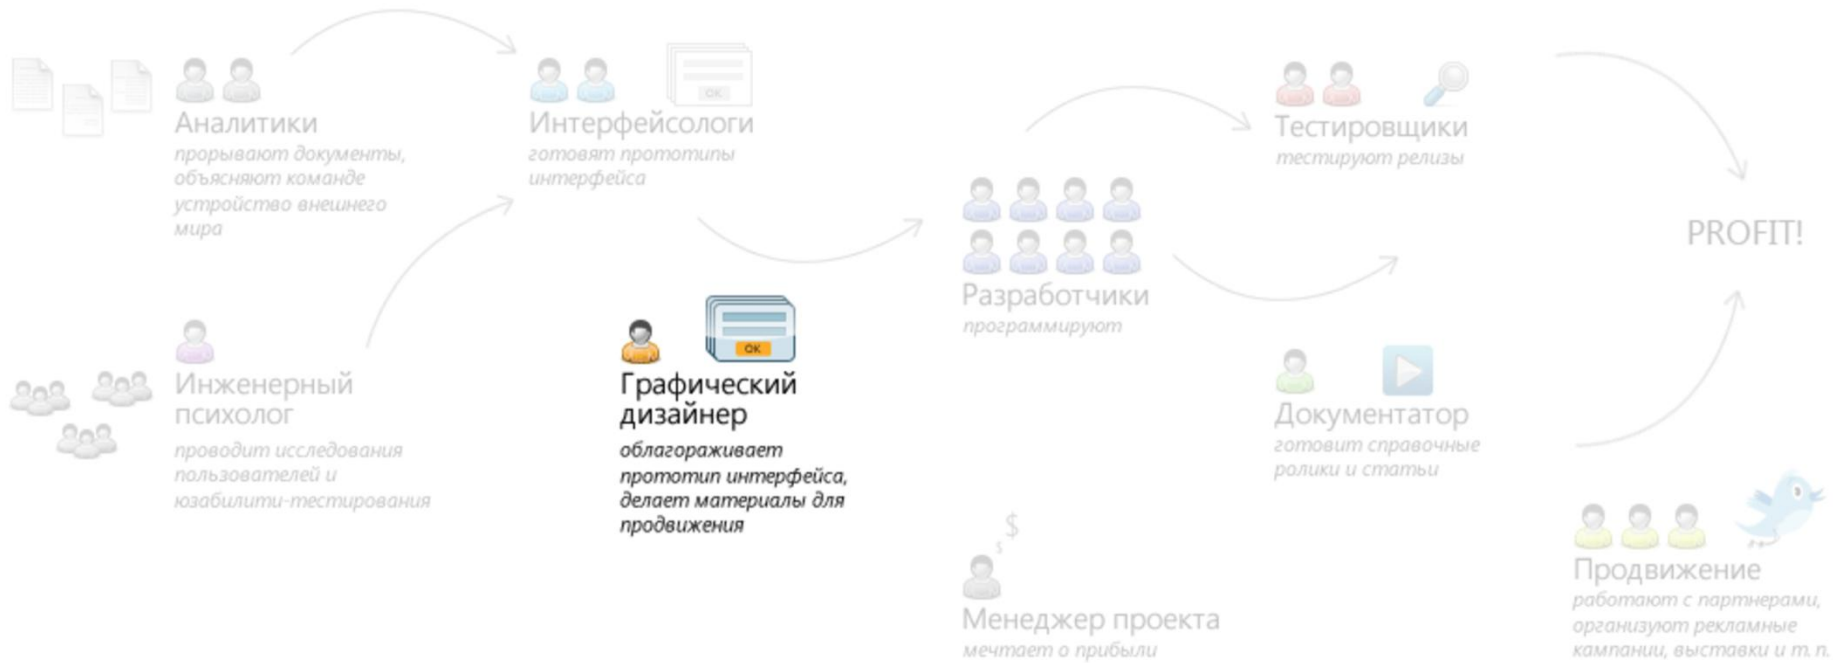 Аналитики
прорывают документы,
объясняют команде
устройство внешнего
мира
OK
Интерфейсологи
готовят прототипы
интерфейса
Тестировщики
тестируют релизы
PROFIT!
Разработчики
программируют
Инженерный
психолог
проводит исследования
пользователей и
юзабилити-тестирования
OK
Графический
дизайнер
облагораживает
прототип интерфейса,
делает материалы для
продвижения
Документатор
готовит справочные
ролики и статьи
$
$
Менеджер проекта
мечтает о прибыли
Продвижение
работают с партнерами,
организуют рекламные
кампании, выставки и т. п.